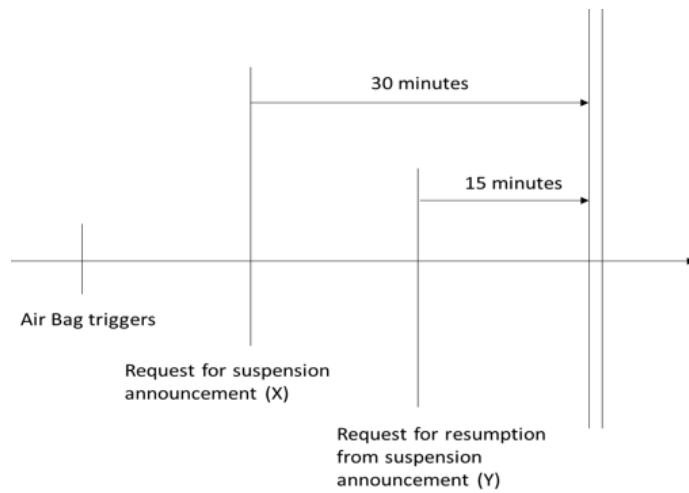 30 minutes
15 minutes
Air Bag triggers
Request for suspension
announcement (X)
Request for resumption
from suspension
announcement (Y)